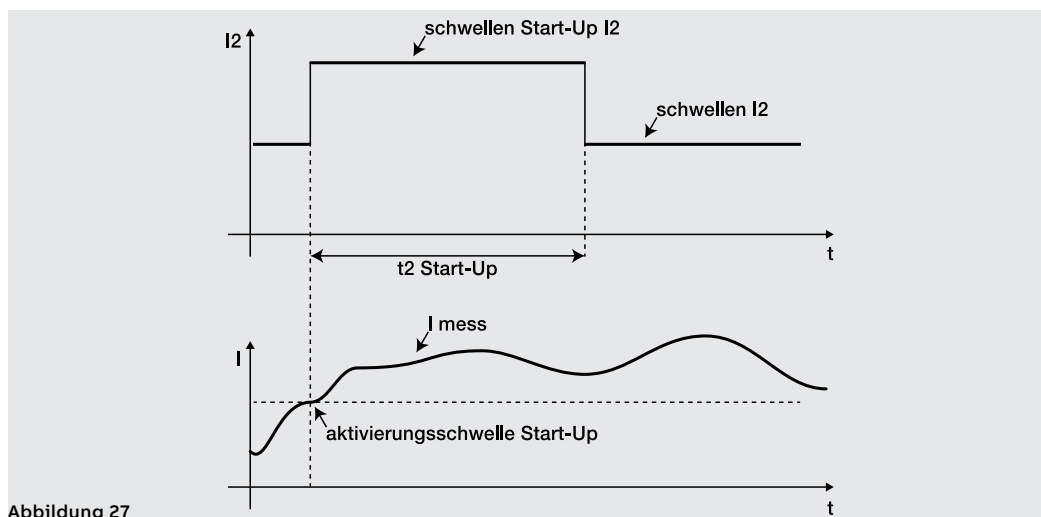 schwellen Start-Up I2
I2
schwellen I2
t2 Start-Up
t
I mess
I
aktivierungsschwelle Start-Up
t
Abbildung 27